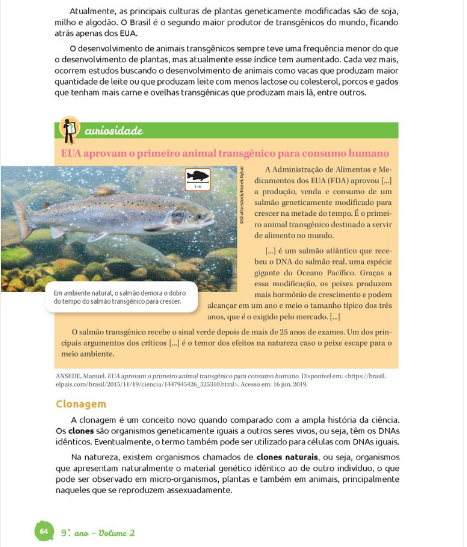 Atualmente, as principais culturas de plantas geneticamente modificadas são de soja,
milho e algodão. O Brasil é o segundo maior produtor de transgênicos do mundo, ficando
atrás apenas dos EUA.
O desenvolvimento de animais transgênicos sempre teve uma frequência menor do que
o desenvolvimento de plantas, mas atualmente esse índice tem aumentado. Cada vez mais,
ocorrem estudos buscando o desenvolvimento de animais como vacas que produzam maior
quantidade de leite ou que produzam leite com menos lactose ou colesterol, porcos e gados
que tenham mais carne e ovelhas transgênicas que produzam mais lã, entre outros.
curiosidade
EUA aprovam o primeiro animal transgênico para consumo humano
A Administração de Alimentos e Me-
dicamentos dos EUA (FDA) aprovou [...]
a produção, venda e consumo de um
salmão geneticamente modificado para
crescer na metade do tempo. É o primei-
ro animal transgênico destinado a servir
de alimento no mundo.
[...] é um salmão atlântico que rece-
beu o DNA do salmão real, uma espécie
gigante do Oceano Pacífico. Graças a
essa modificação, os peixes produzem
mais hormônio de crescimento e podem
alcançar em um ano e meio o tamanho típico dos três
anos, que é o exigido pelo mercado. [...]
Em ambiente natural, o salmão demora o dobro
do tempo do salmão transgênico para crescer.
O salmão transgênico recebe o sinal verde depois de mais de 25 anos de exames. Um dos prin-
cipais argumentos dos críticos [...] é o temor dos efeitos na natureza caso o peixe escape para o
meio ambiente.
ANSEDE, Manuel. EUA aprovam o primeiro animal transgênico para consumo humano. Disponível em: <https://brasil.
elpais.com/brasil/2015/11/19/ciencia/1447945426_325310.html>. Acesso em: 16 jun. 2019.
Clonagem
A clonagem é um conceito novo quando comparado com a ampla história da ciência.
Os clones são organismos geneticamente iguais a outros seres vivos, ou seja, têm os DNAs
idênticos. Eventualmente, o termo também pode ser utilizado para células com DNAs iguais.
Na natureza, existem organismos chamados de clones naturais, ou seja, organismos
que apresentam naturalmente o material genético idêntico ao de outro indivíduo, o que
pode ser observado em micro-organismos, plantas e também em animais, principalmente
naqueles que se reproduzem assexuadamente.
64
9º. ano – Volume 2